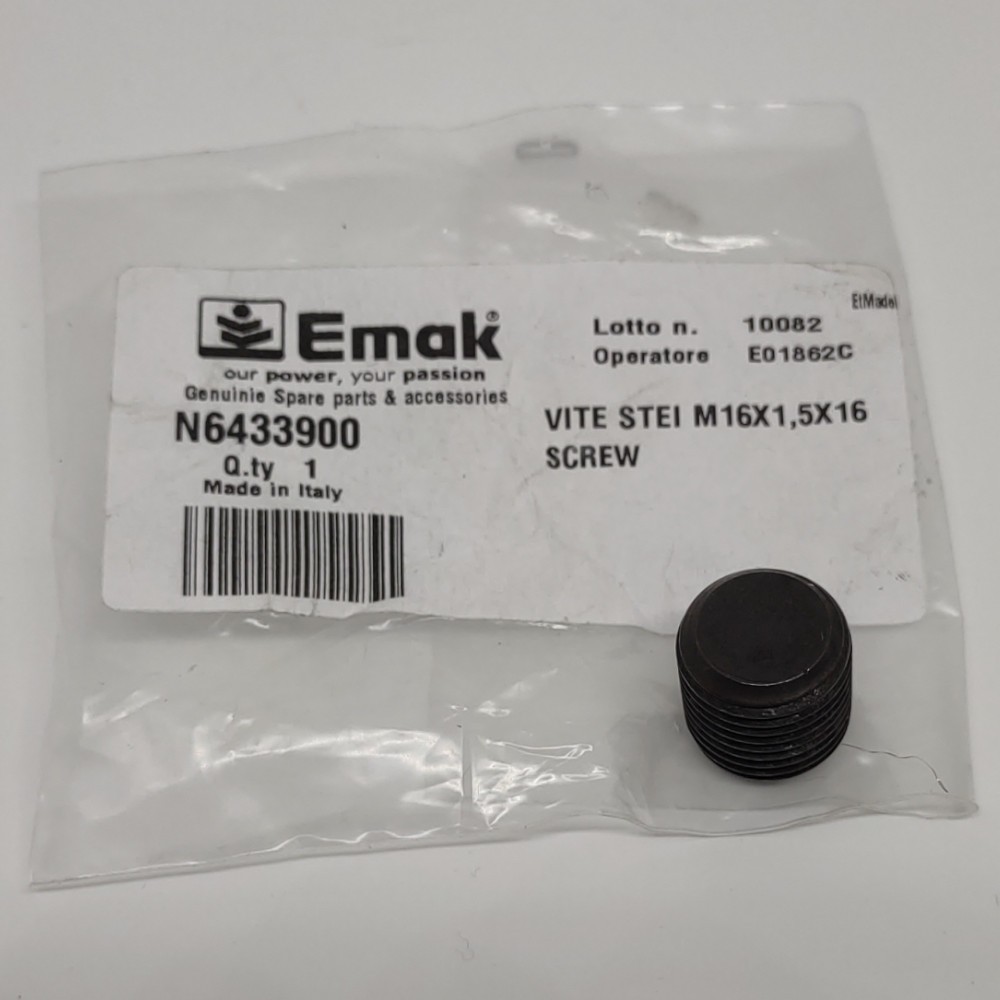 Emak®
our power, your passion
Genuinie Spare parts & accessories
N6433900
Q.ty 1
Made in Italy
Lotto n. 10082
Operatore E01862C
VITE STEI M16X1,5X16
SCREW